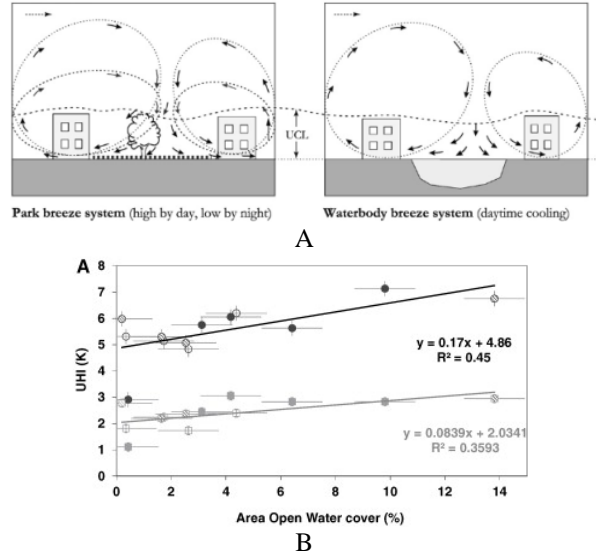 UCL
Park breeze system (high by day, low by night)
Waterbody breeze system (daytime cooling)
A
A
8
7
6
5
4
3
2
1
0
UHI (K)
y = 0.17x + 4.86
R² = 0.45
y = 0.0839x + 2.0341
R² = 0.3593
0 2 4 6 8 10 12 14
Area Open Water cover (%)
B